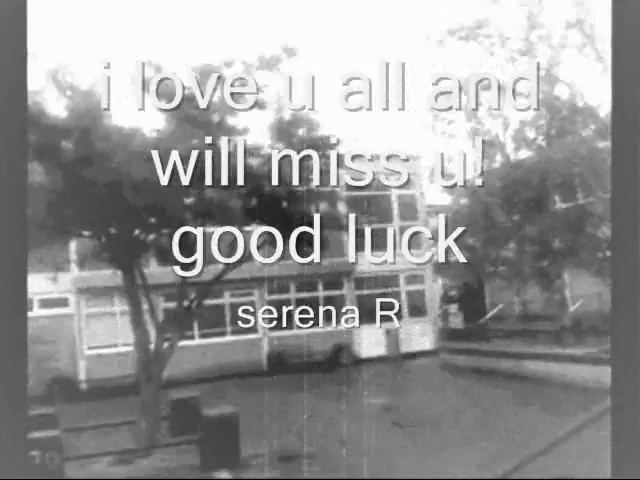 i love u all and
will miss u!
good luck
serena R